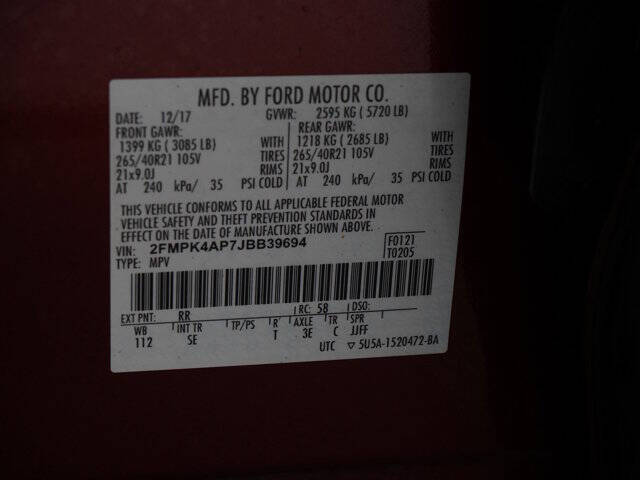 MFD. BY FORD MOTOR CO.
DATE: 12/17 GVWR: 2595 KG ( 5720 LB)
FRONT GAWR: REAR GAWR:
1399 KG ( 3085 LB) WITH 1218 KG ( 2685 LB) WITH
265/40R21 105V TIRES 265/40R21 105V TIRES
21x9.0J RIMS 21x9.0J RIMS
AT 240 kPa/ 35 PSI COLD AT 240 kPa/ 35 PSI COLD
THIS VEHICLE CONFORMS TO ALL APPLICABLE FEDERAL MOTOR
VEHICLE SAFETY AND THEFT PREVENTION STANDARDS IN
EFFECT ON THE DATE OF MANUFACTURE SHOWN ABOVE.
VIN: 2FMPK4AP7JBB39694 F0121
TYPE: MPV T0205
EXT PNT: RR RC: 58 DSO:
WB INT TR TP/PS R AXLE TR SPR
112 SE T 3E C JJFF
UTC ▽ 5U5A-1520472-BA